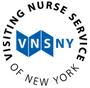 VISITING NURSE SERVICE
VNSNY
OF NEW YORK